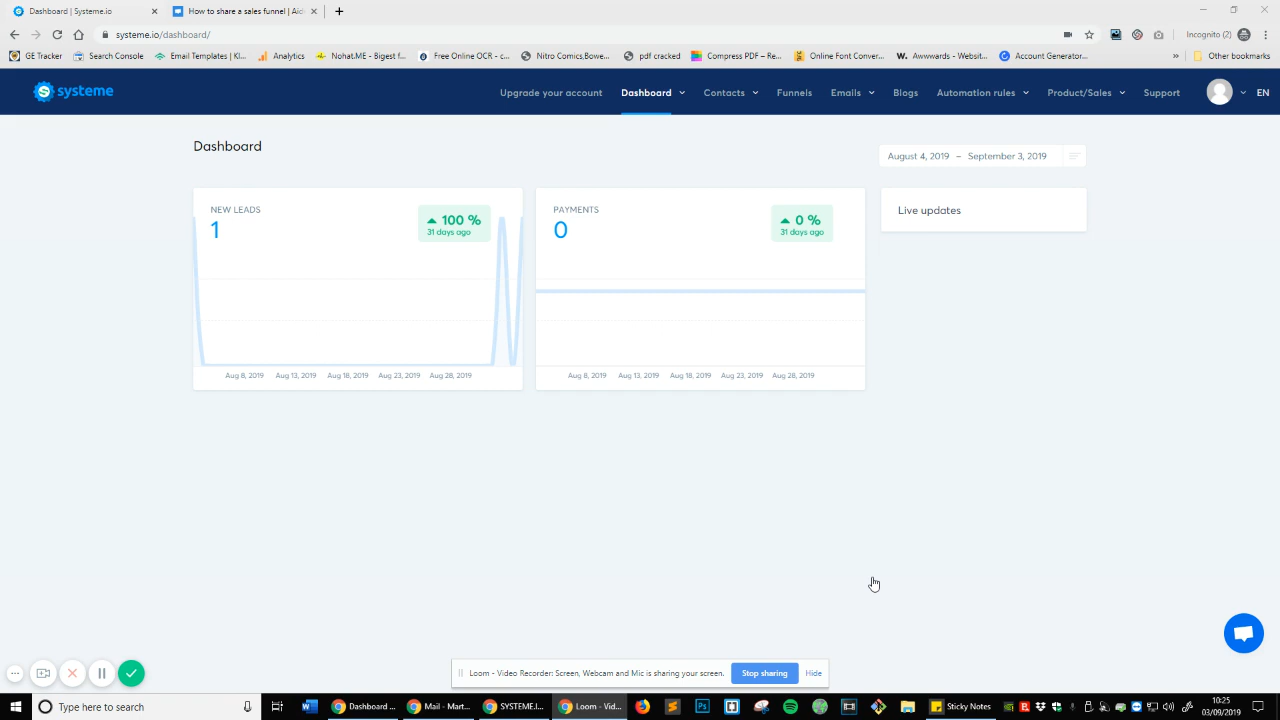 Dashboard | Systeme.io
How to share a sales funnel | Aide
systeme.io/dashboard/
Incognito (2)
GE Tracker
Search Console
Email Templates | Kl...
Analytics
Nohat.ME - Bigest f...
Free Online OCR - c...
Nitro Comics,Bowe...
pdf cracked
Compress PDF – Re...
Online Font Conver...
Awwwards - Websit...
Account Generator...
»
Other bookmarks
systeme
Upgrade your account
Dashboard
Contacts
Funnels
Emails
Blogs
Automation rules
Product/Sales
Support
EN
Dashboard
August 4, 2019 – September 3, 2019
NEW LEADS
1
100 %
31 days ago
Aug 8, 2019 Aug 13, 2019 Aug 18, 2019 Aug 23, 2019 Aug 28, 2019
PAYMENTS
0
0 %
31 days ago
Aug 8, 2019 Aug 13, 2019 Aug 18, 2019 Aug 23, 2019 Aug 28, 2019
Live updates
Loom – Video Recorder: Screen, Webcam and Mic is sharing your screen.
Stop sharing
Hide
Type here to search
Dashboard ...
Mail - Mart...
SYSTEME.I...
Loom - Vid...
Sticky Notes
10:25
03/09/2019